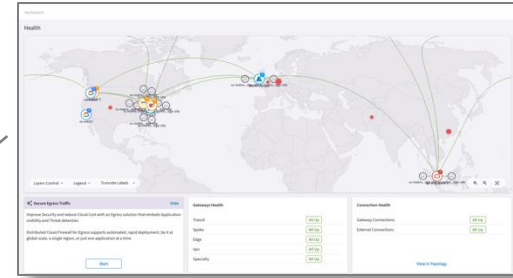 Dashboard
Health
Layers Control
Legend
Truncate Labels
Secure Egress Traffic
Hide
Improve Security and reduce Cloud Cost with an Egress solution that embeds Application visibility and Threat detection.
Distributed Cloud Firewall for Egress supports automated, rapid deployment; be it at global scale, a single region, or just one application at a time.
Start
Gateways Health
Transit All Up
Spoke All Up
Edge All Up
Vpn All Up
Specialty All Up
Connection Health
Gateway Connections All Up
External Connections All Up
View in Topology